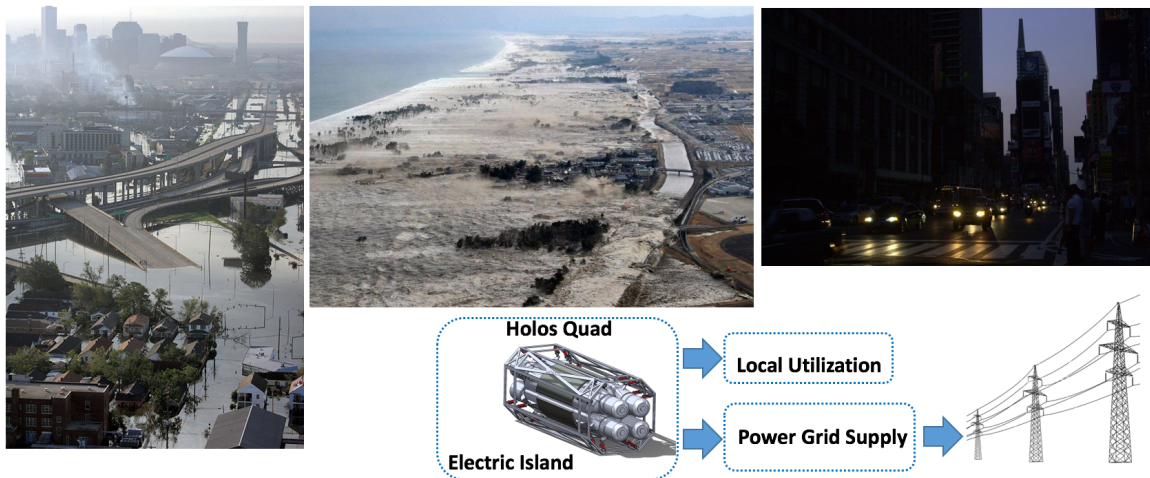 Holos Quad
Electric Island
Local Utilization
Power Grid Supply